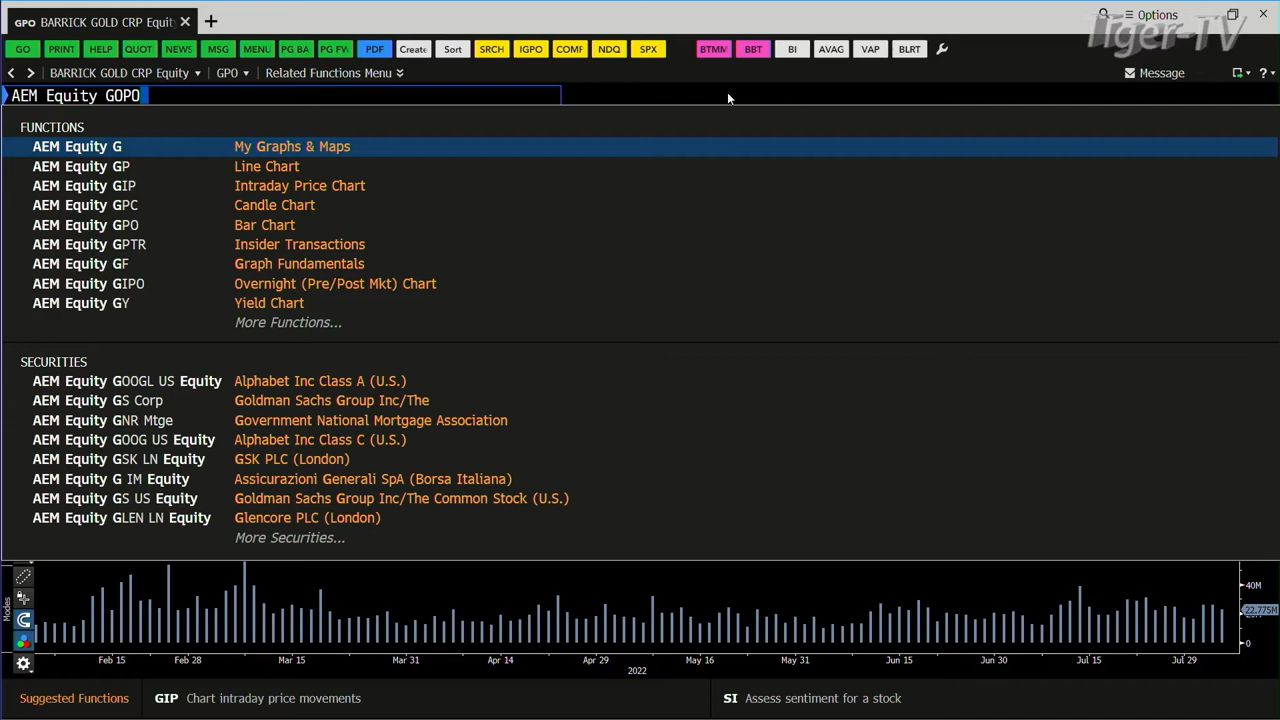 GPO BARRICK GOLD CRP Equity
Options
Tiger-TV
GO PRINT HELP QUOT NEWS MSG MENU PG BA PG FW PDF Create Sort SRCH IGPO COMF NDQ SPX BTMM BBT BI AVAG VAP BLRT
BARRICK GOLD CRP Equity GPO Related Functions Menu Message ?
AEM Equity GOPO
FUNCTIONS
AEM Equity G My Graphs & Maps
AEM Equity GP Line Chart
AEM Equity GIP Intraday Price Chart
AEM Equity GPC Candle Chart
AEM Equity GPO Bar Chart
AEM Equity GPTR Insider Transactions
AEM Equity GF Graph Fundamentals
AEM Equity GIPO Overnight (Pre/Post Mkt) Chart
AEM Equity GY Yield Chart
More Functions...
SECURITIES
AEM Equity GOOGL US Equity Alphabet Inc Class A (U.S.)
AEM Equity GS Corp Goldman Sachs Group Inc/The
AEM Equity GNR Mtge Government National Mortgage Association
AEM Equity GOOG US Equity Alphabet Inc Class C (U.S.)
AEM Equity GSK LN Equity GSK PLC (London)
AEM Equity G IM Equity Assicurazioni Generali SpA (Borsa Italiana)
AEM Equity GS US Equity Goldman Sachs Group Inc/The Common Stock (U.S.)
AEM Equity GLEN LN Equity Glencore PLC (London)
More Securities...
Modes
40M
22.775M
0
Feb 15 Feb 28 Mar 15 Mar 31 Apr 14 Apr 29 May 16 May 31 Jun 15 Jun 30 Jul 15 Jul 29
2022
Suggested Functions GIP Chart intraday price movements SI Assess sentiment for a stock